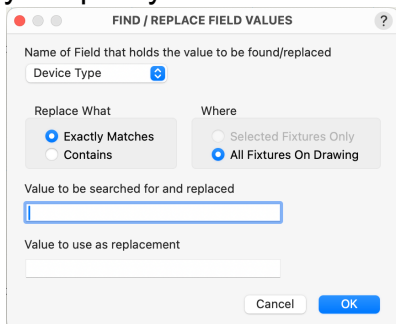 FIND / REPLACE FIELD VALUES ?
Name of Field that holds the value to be found/replaced
Device Type
Replace What Where
Exactly Matches Selected Fixtures Only
Contains All Fixtures On Drawing
Value to be searched for and replaced
Value to use as replacement
Cancel OK